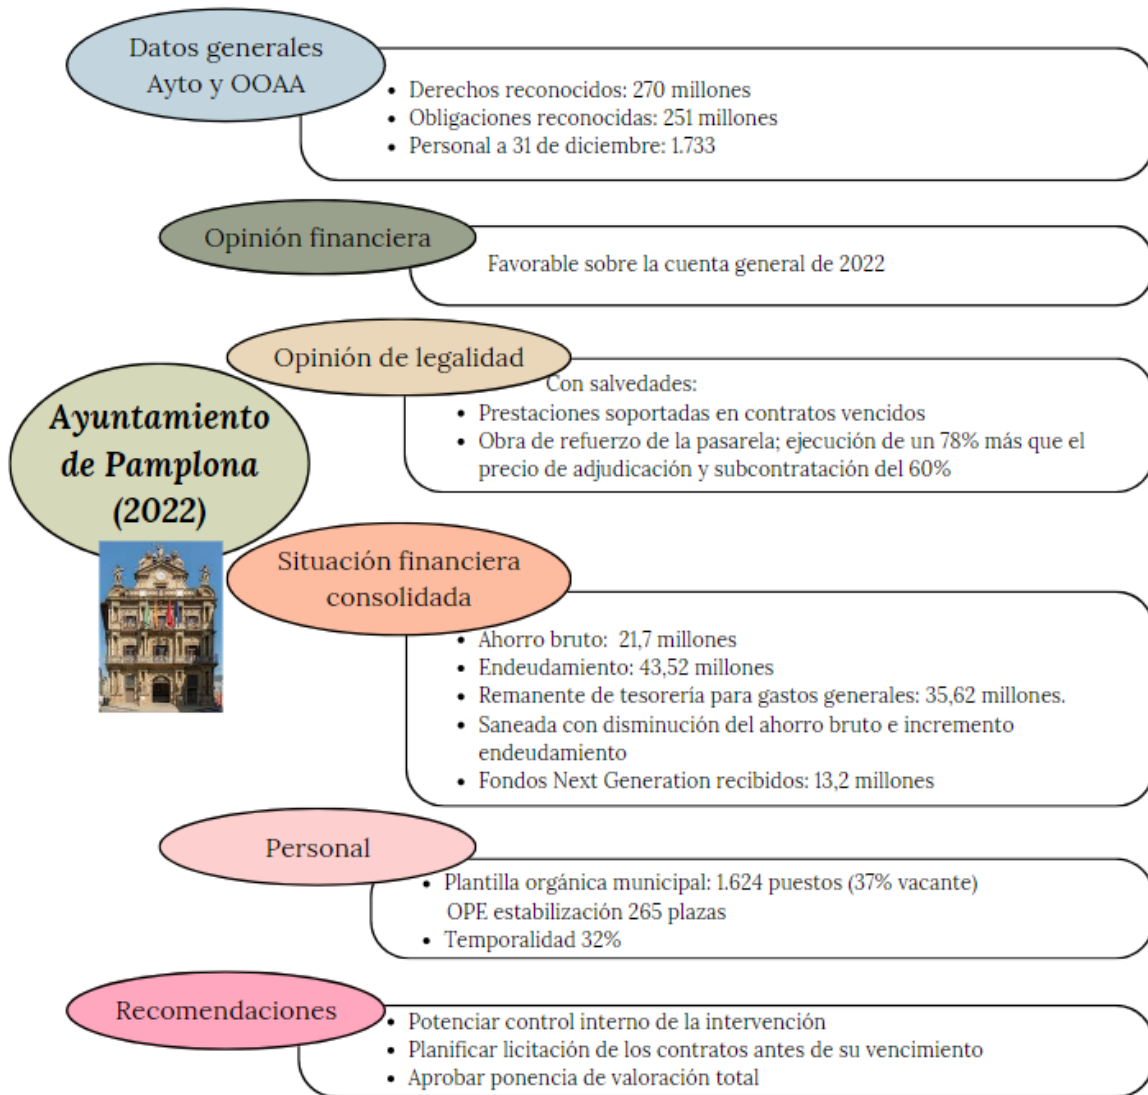 Datos generales
Ayto y OOAA
• Derechos reconocidos: 270 millones
• Obligaciones reconocidas: 251 millones
• Personal a 31 de diciembre: 1.733
Opinión financiera
Favorable sobre la cuenta general de 2022
Opinión de legalidad
Con salvedades:
• Prestaciones soportadas en contratos vencidos
• Obra de refuerzo de la pasarela; ejecución de un 78% más que el
precio de adjudicación y subcontratación del 60%
Ayuntamiento
de Pamplona
(2022)
Situación financiera
consolidada
• Ahorro bruto: 21,7 millones
• Endeudamiento: 43,52 millones
• Remanente de tesorería para gastos generales: 35,62 millones.
• Saneada con disminución del ahorro bruto e incremento
endeudamiento
• Fondos Next Generation recibidos: 13,2 millones
Personal
• Plantilla orgánica municipal: 1.624 puestos (37% vacante)
OPE estabilización 265 plazas
• Temporalidad 32%
Recomendaciones
• Potenciar control interno de la intervención
• Planificar licitación de los contratos antes de su vencimiento
• Aprobar ponencia de valoración total